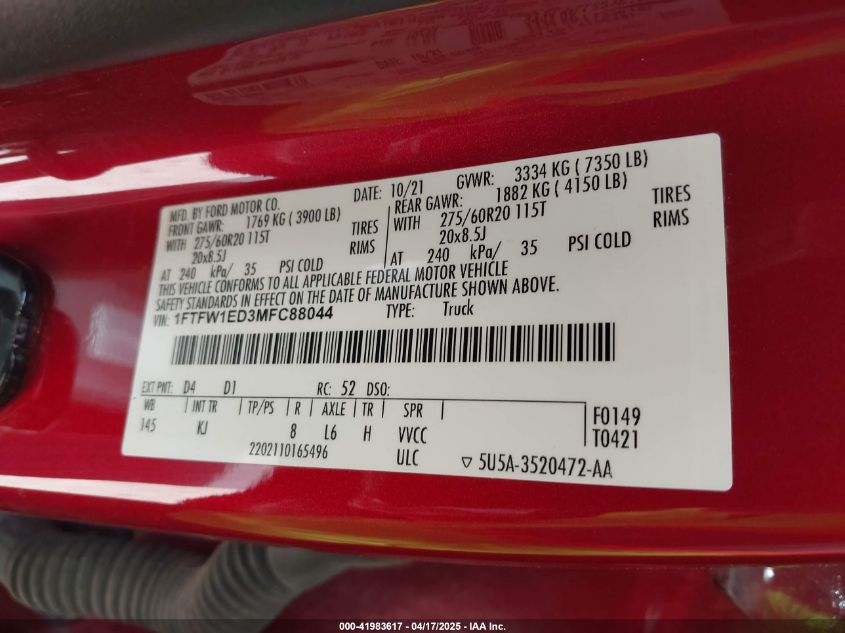 MFD. BY FORD MOTOR CO. DATE: 10/21 GVWR: 3334 KG ( 7350 LB)
FRONT GAWR: 1769 KG ( 3900 LB) REAR GAWR: 1882 KG ( 4150 LB)
WITH 275/60R20 115T TIRES WITH 275/60R20 115T TIRES
20x8.5J RIMS 20x8.5J RIMS
AT 240 kPa/ 35 PSI COLD AT 240 kPa/ 35 PSI COLD
THIS VEHICLE CONFORMS TO ALL APPLICABLE FEDERAL MOTOR VEHICLE
SAFETY STANDARDS IN EFFECT ON THE DATE OF MANUFACTURE SHOWN ABOVE.
VIN: 1FTFW1ED3MFC88044 TYPE: Truck
EXT PNT: D4 D1 RC: 52 DSO:
WB INT TR TP/PS R AXLE TR SPR F0149
145 KJ 8 L6 H VVCC T0421
2202110165496 ULC ▽ 5U5A-3520472-AA
000-41983617 - 04/17/2025 - IAA Inc.